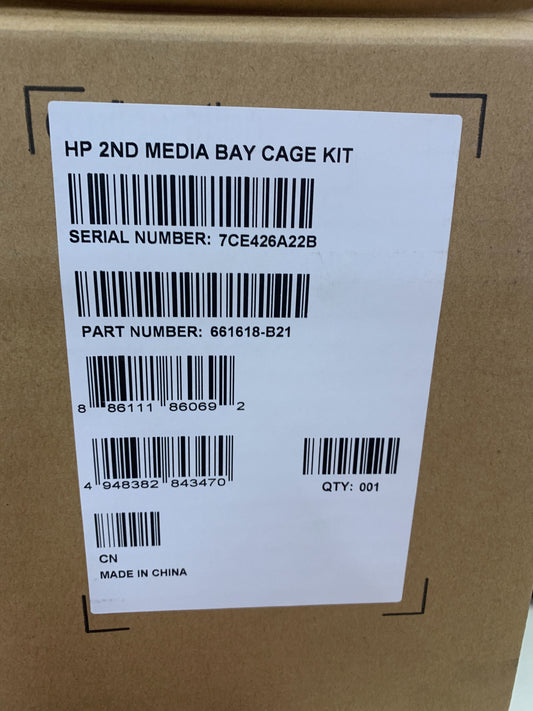 HP 2ND MEDIA BAY CAGE KIT
SERIAL NUMBER: 7CE426A22B
PART NUMBER: 661618-B21
8 86111 86069 2
4 948382 843470
QTY: 001
CN
MADE IN CHINA